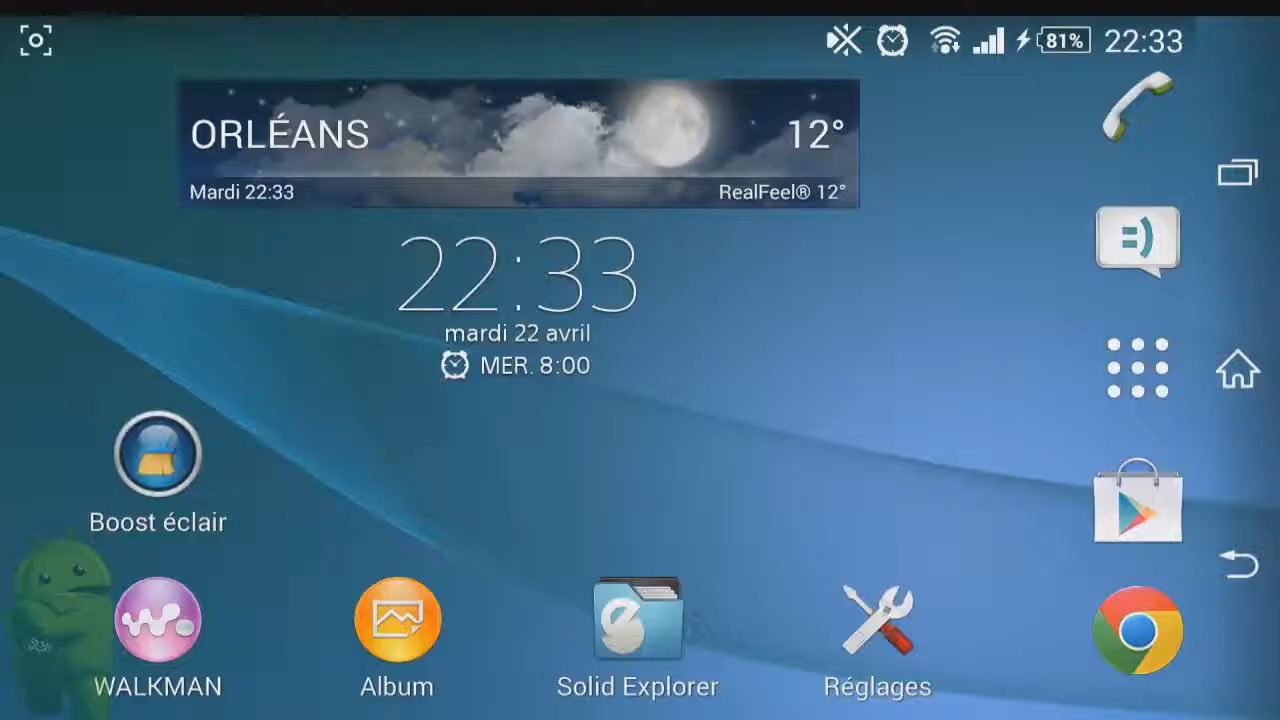 81%
22:33
ORLÉANS
12°
Mardi 22:33
RealFeel® 12°
22:33
mardi 22 avril
MER. 8:00
=)
Boost éclair
WALKMAN
Album
Solid Explorer
Réglages